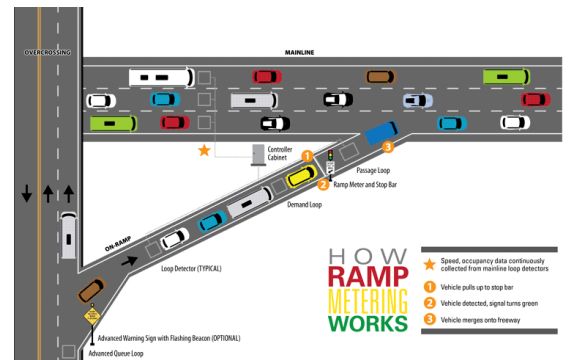 OVERCROSSING
MAINLINE
Controller
Cabinet
1
3
Passage Loop
2
Ramp Meter and Stop Bar
Demand Loop
ON-RAMP
Loop Detector (TYPICAL)
Advanced Warning Sign with Flashing Beacon (OPTIONAL)
Advanced Queue Loop
HOW
RAMP
METERING
WORKS
Speed, occupancy data continuously
collected from mainline loop detectors
1 Vehicle pulls up to stop bar
2 Vehicle detected, signal turns green
3 Vehicle merges onto freeway